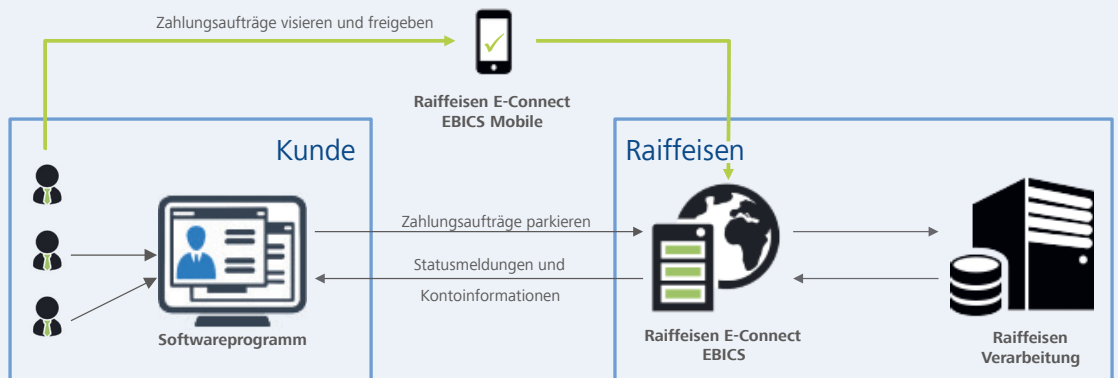 Zahlungsaufträge visieren und freigeben
Raiffeisen E-Connect
EBICS Mobile
Kunde
Raiffeisen
Zahlungsaufträge parkieren
Statusmeldungen und
Kontoinformationen
Softwareprogramm
Raiffeisen E-Connect
EBICS
Raiffeisen
Verarbeitung